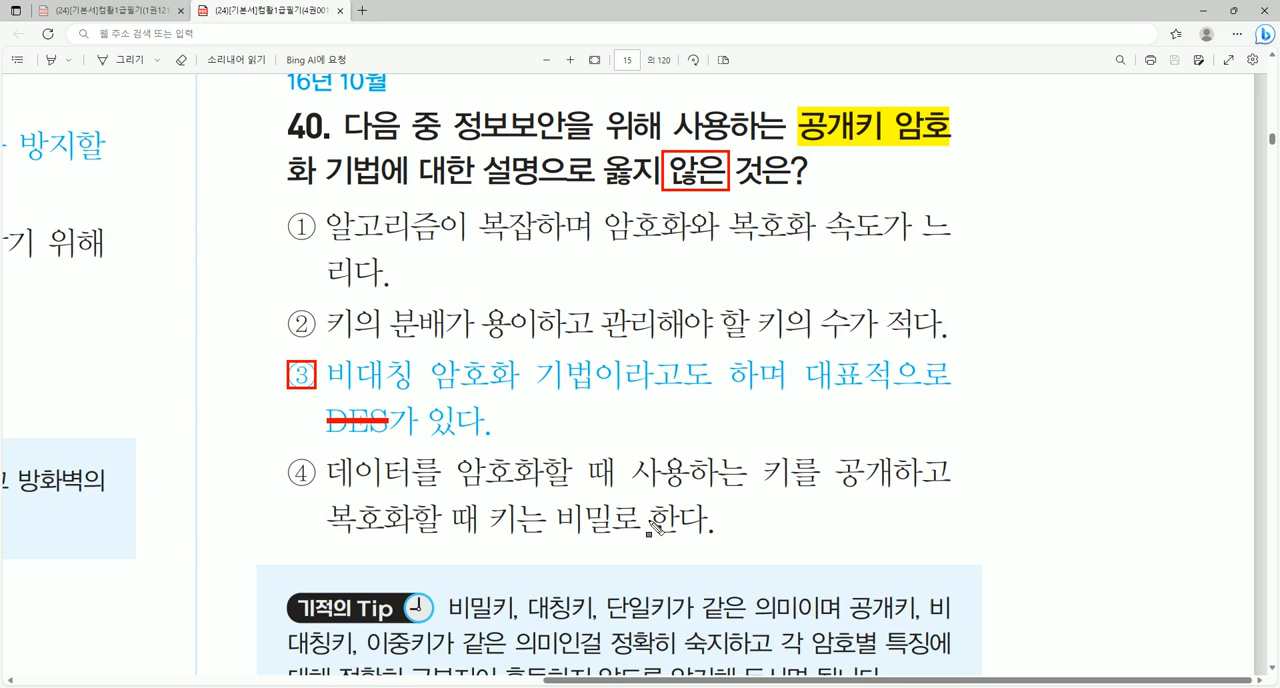 (24)[기본서]컴활1급필기(1권121
(24)[기본서]컴활1급필기(4권001
웹 주소 검색 또는 입력
그리기
소리내어 읽기
Bing AI에 요청
15
외 120
16년 10월
40. 다음 중 정보보안을 위해 사용하는 공개키 암호
화 기법에 대한 설명으로 옳지 않은 것은?
① 알고리즘이 복잡하며 암호화와 복호화 속도가 느
리다.
② 키의 분배가 용이하고 관리해야 할 키의 수가 적다.
③ 비대칭 암호화 기법이라고도 하며 대표적으로
DES가 있다.
④ 데이터를 암호화할 때 사용하는 키를 공개하고
복호화할 때 키는 비밀로 한다.
방지할
기 위해
고 방화벽의
기적의 Tip 비밀키, 대칭키, 단일키가 같은 의미이며 공개키, 비
대칭키, 이중키가 같은 의미인걸 정확히 숙지하고 각 암호별 특징에